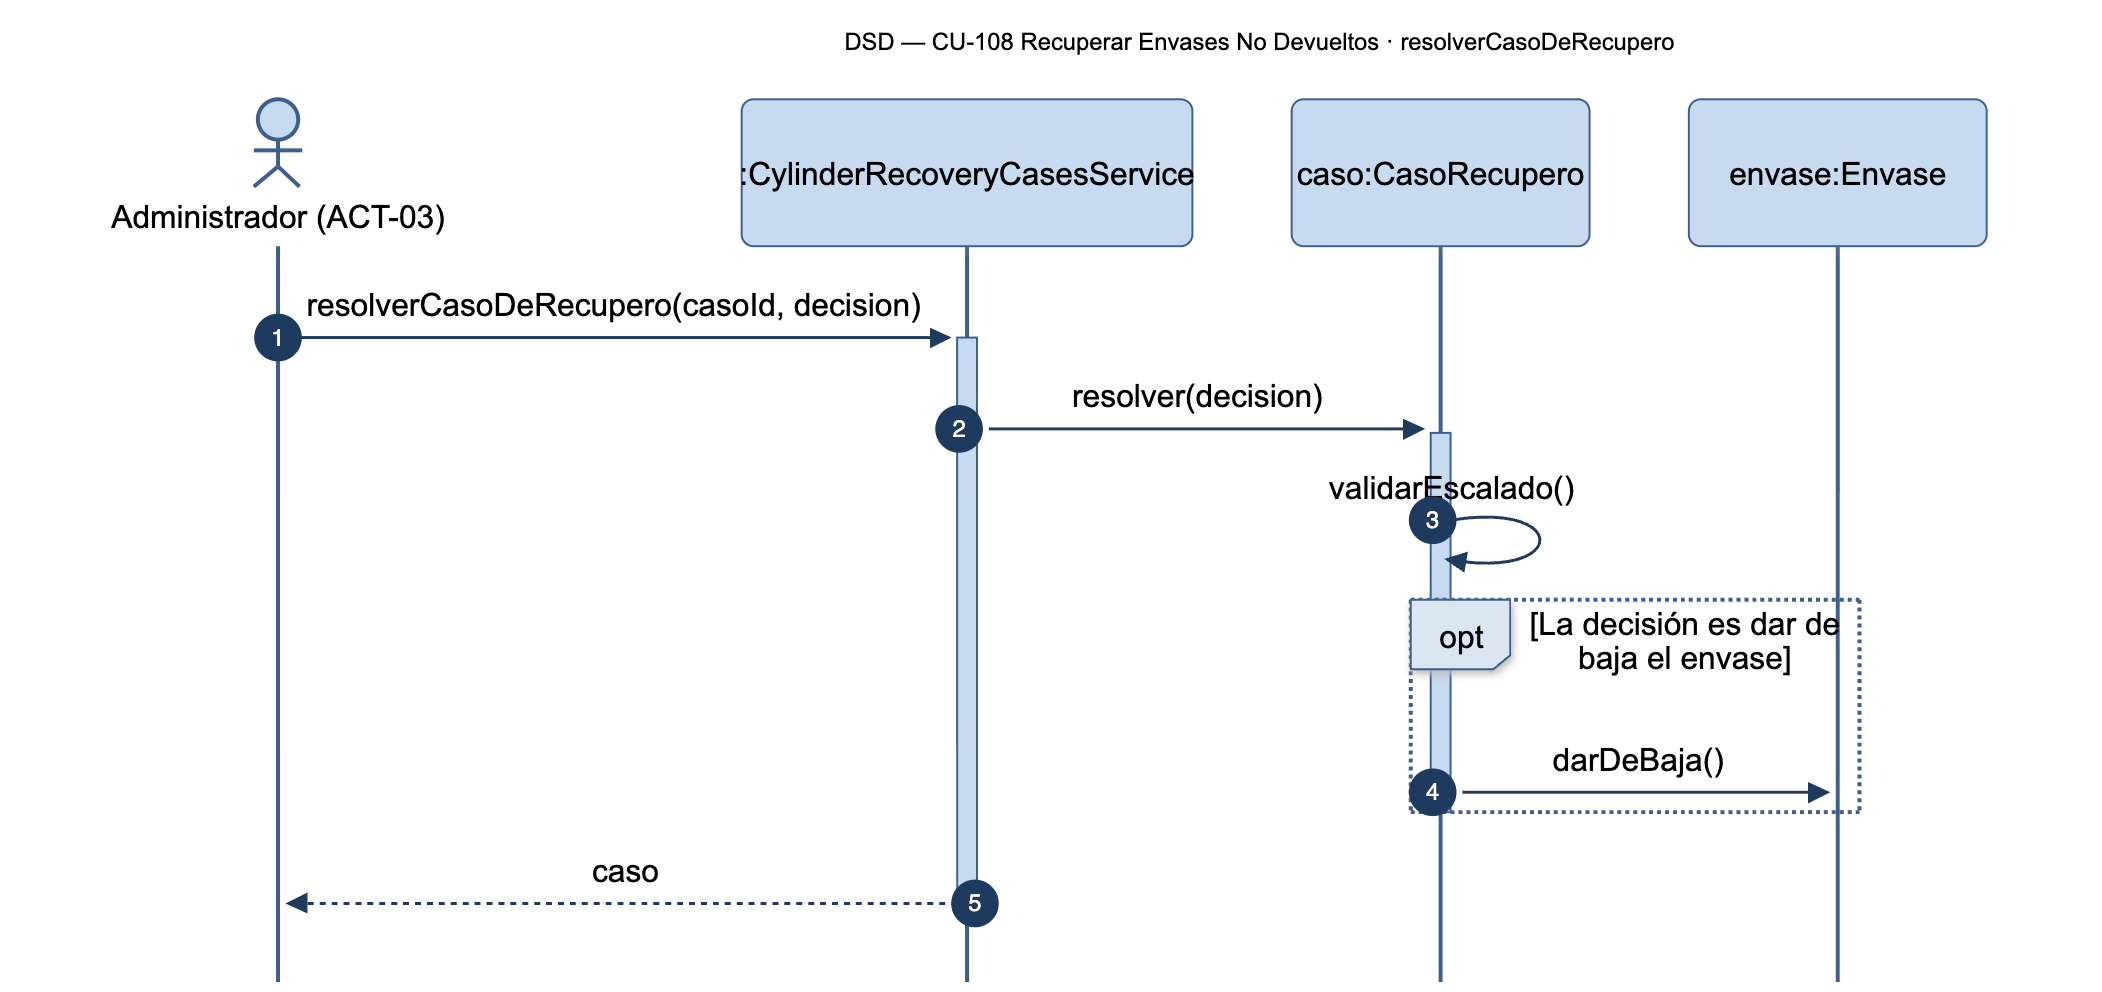 DSD — CU-108 Recuperar Envases No Devueltos · resolverCasoDeRecupero
:CylinderRecoveryCasesService
caso:CasoRecupero
envase:Envase
Administrador (ACT-03)
resolverCasoDeRecupero(casoId, decision)
1
resolver(decision)
2
validarEscalado()
3
opt
[La decisión es dar de
baja el envase]
darDeBaja()
4
caso
5